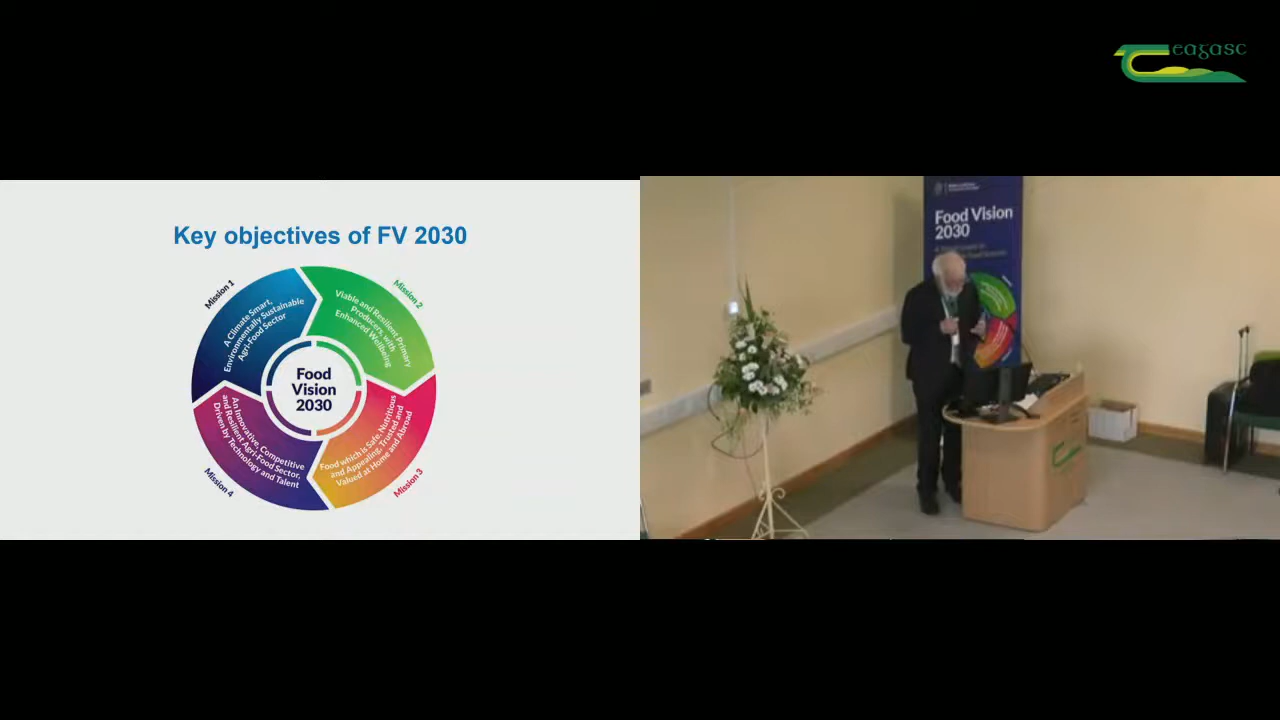 eagasc
Key objectives of FV 2030
Mission 1
A Climate Smart,
Environmentally Sustainable
Agri-Food Sector
Mission 2
Viable and Resilient Primary
Producers, with
Enhanced Wellbeing
Food
Vision
2030
Mission 3
Food which is Safe, Nutritious
and Appealing, Trusted and
Valued at Home and Abroad
Mission 4
An Innovative, Competitive
and Resilient Agri-Food Sector,
Driven by Technology and Talent
Food Vision
2030